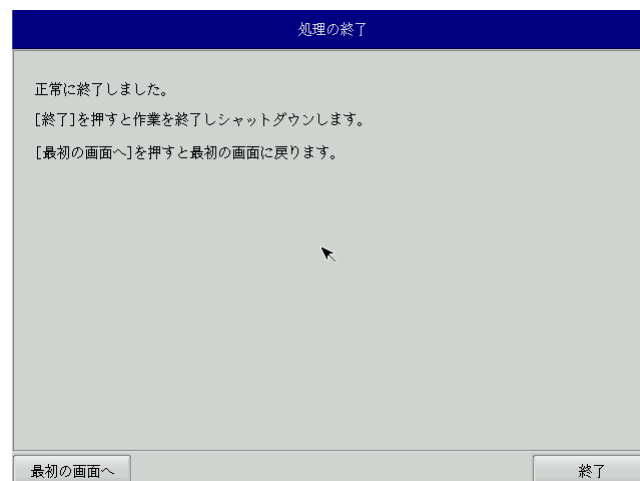 処理の終了
正常に終了しました。
[終了]を押すと作業を終了しシャットダウンします。
[最初の画面へ]を押すと最初の画面に戻ります。
最初の画面へ
終了